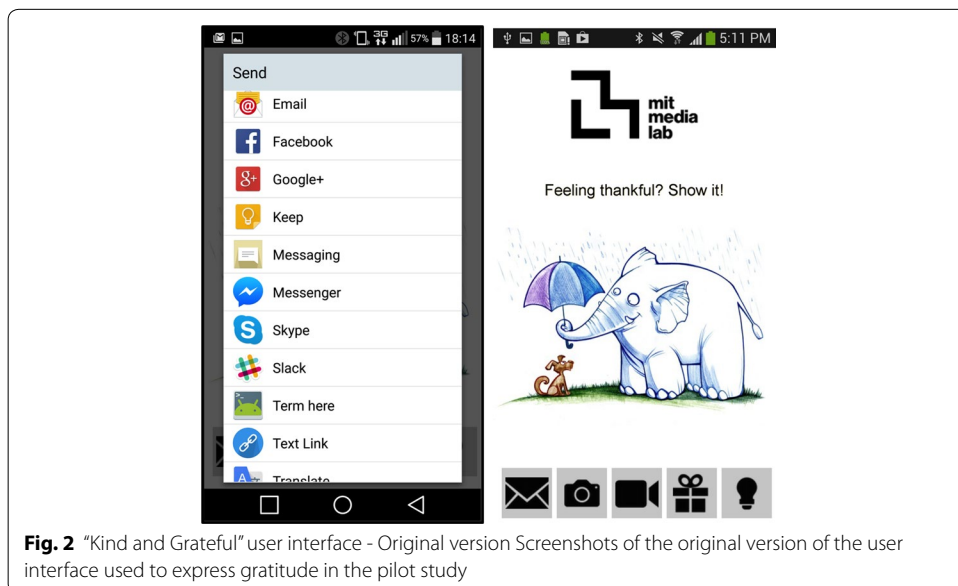 3G 57% 18:14
Send
Email
Facebook
Google+
Keep
Messaging
Messenger
Skype
Slack
Term here
Text Link
Translate
5:11 PM
mit
media
lab
Feeling thankful? Show it!
Fig. 2 "Kind and Grateful" user interface - Original version Screenshots of the original version of the user
interface used to express gratitude in the pilot study